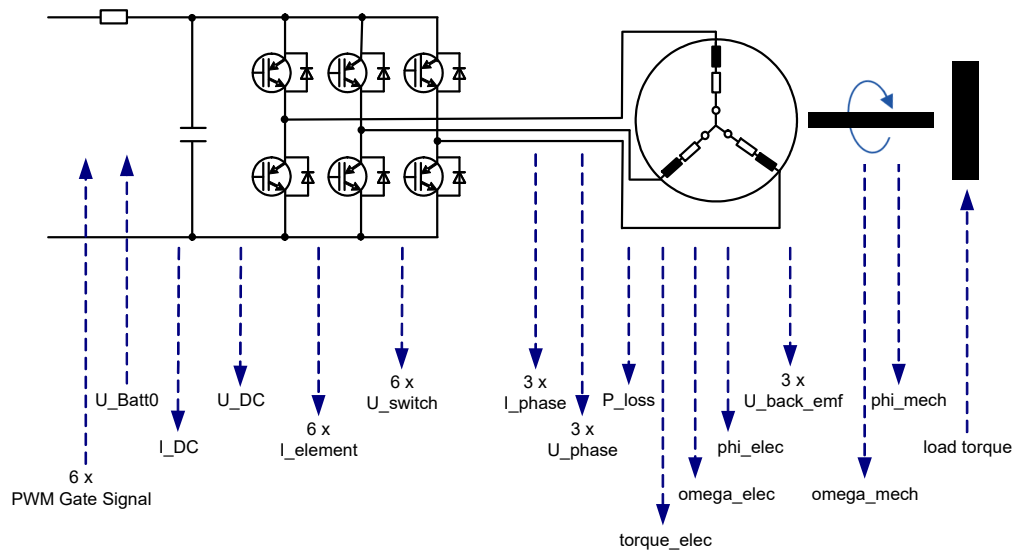 6 x
PWM Gate Signal
U_Batt0
I_DC
U_DC
6 x
I_element
6 x
U_switch
3 x
I_phase
3 x
U_phase
P_loss
torque_elec
omega_elec
phi_elec
3 x
U_back_emf
omega_mech
phi_mech
load torque